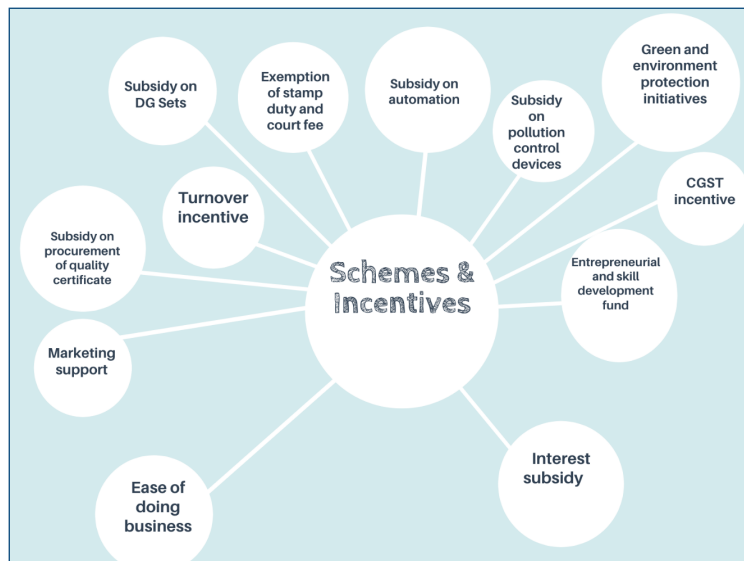 Subsidy on
DG Sets
Exemption
of stamp
duty and
court fee
Subsidy on
automation
Subsidy
on
pollution
control
devices
Green and
environment
protection
initiatives
Turnover
incentive
CGST
incentive
Subsidy on
procurement
of quality
certificate
Schemes &
Incentives
Entrepreneurial
and skill
development
fund
Marketing
support
Ease of
doing
business
Interest
subsidy